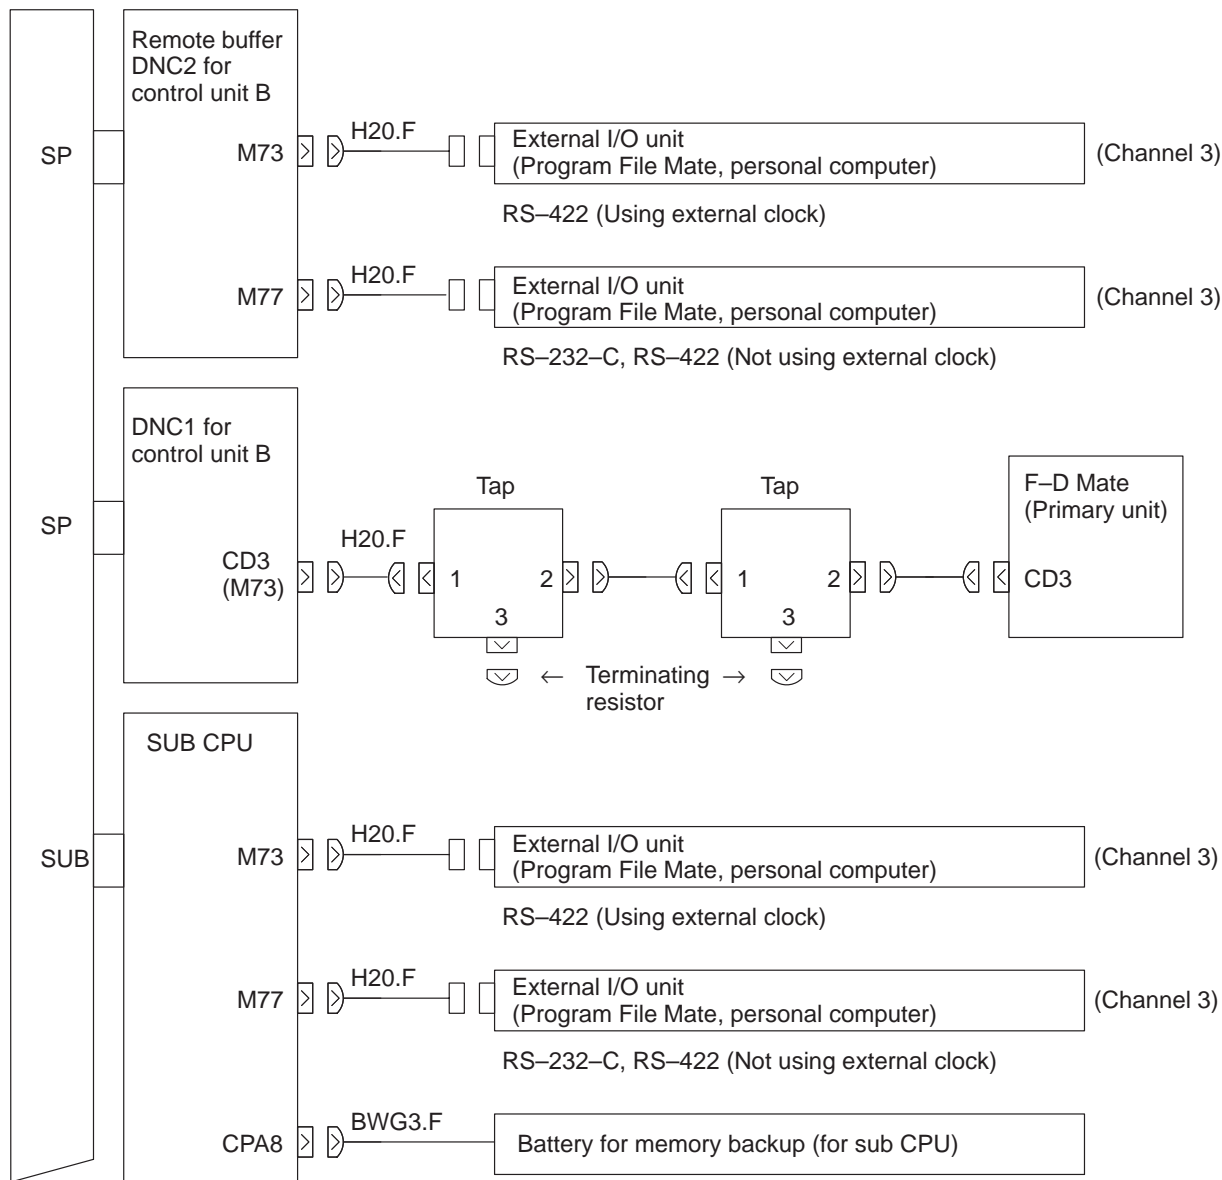 Remote buffer
DNC2 for
control unit B
SP
M73
H20.F
External I/O unit
(Program File Mate, personal computer)
(Channel 3)
RS–422 (Using external clock)
M77
H20.F
External I/O unit
(Program File Mate, personal computer)
(Channel 3)
RS–232–C, RS–422 (Not using external clock)
DNC1 for
control unit B
SP
CD3
(M73)
H20.F
Tap
1
2
3
Tap
1
2
3
F–D Mate
(Primary unit)
CD3
← Terminating →
resistor
SUB CPU
SUB
M73
H20.F
External I/O unit
(Program File Mate, personal computer)
(Channel 3)
RS–422 (Using external clock)
M77
H20.F
External I/O unit
(Program File Mate, personal computer)
(Channel 3)
RS–232–C, RS–422 (Not using external clock)
CPA8
BWG3.F
Battery for memory backup (for sub CPU)